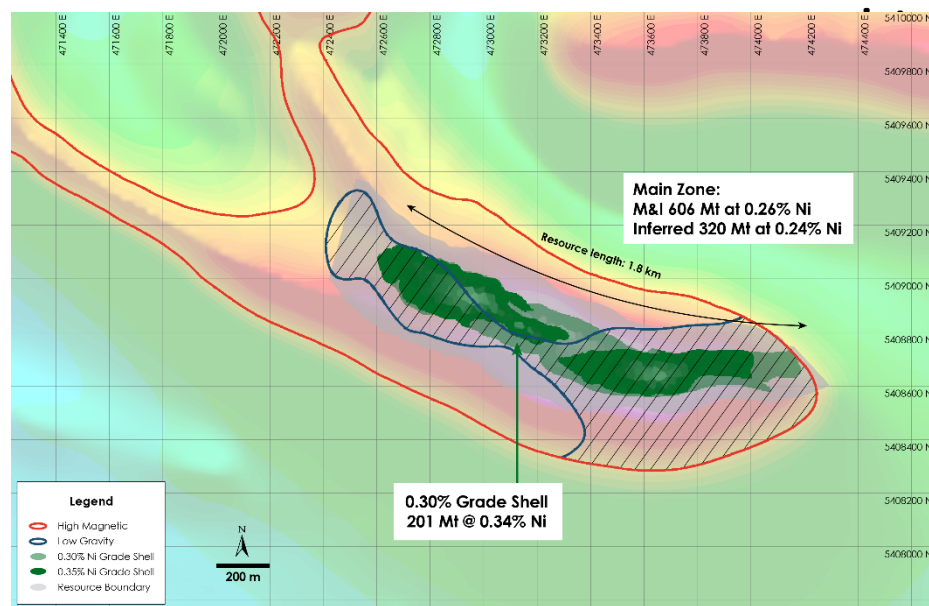 471400 E
471600 E
471800 E
472000 E
472200 E
472400 E
472600 E
472800 E
473000 E
473200 E
473400 E
473600 E
473800 E
474000 E
474200 E
474400 E
5410000 N
5409800 N
5409600 N
5409400 N
5409200 N
5409000 N
5408800 N
5408600 N
5408400 N
5408200 N
5408000 N
Main Zone:
M&I 606 Mt at 0.26% Ni
Inferred 320 Mt at 0.24% Ni
Resource length: 1.8 km
0.30% Grade Shell
201 Mt @ 0.34% Ni
Legend
High Magnetic
Low Gravity
0.30% Ni Grade Shell
0.35% Ni Grade Shell
Resource Boundary
N
200 m